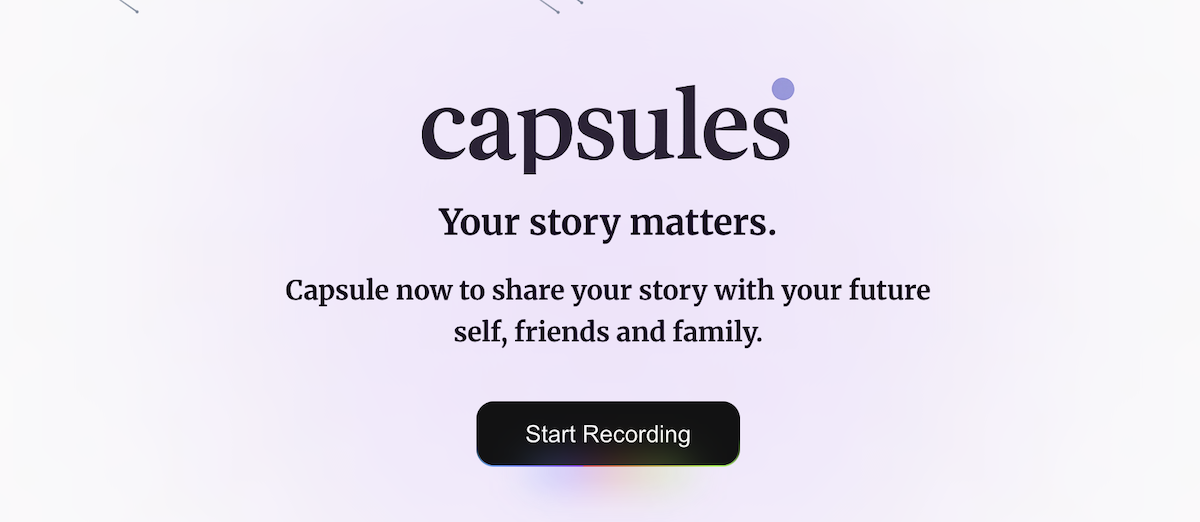 capsules
Your story matters.
Capsule now to share your story with your future
self, friends and family.
Start Recording